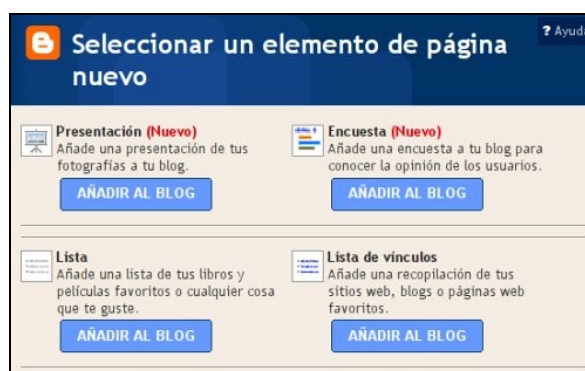 Seleccionar un elemento de página
nuevo
? Ayuda
Presentación (Nuevo)
Añade una presentación de tus
fotografías a tu blog.
AÑADIR AL BLOG
Encuesta (Nuevo)
Añade una encuesta a tu blog para
conocer la opinión de los usuarios.
AÑADIR AL BLOG
Lista
Añade una lista de tus libros y
películas favoritos o cualquier cosa
que te guste.
AÑADIR AL BLOG
Lista de vínculos
Añade una recopilación de tus
sitios web, blogs o páginas web
favoritos.
AÑADIR AL BLOG